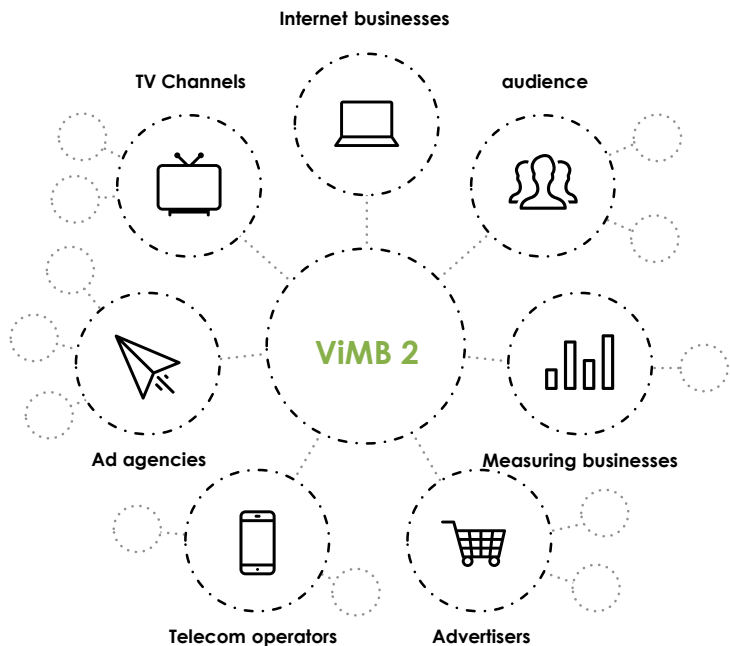 Internet businesses
TV Channels
audience
ViMB 2
Ad agencies
Measuring businesses
Telecom operators
Advertisers